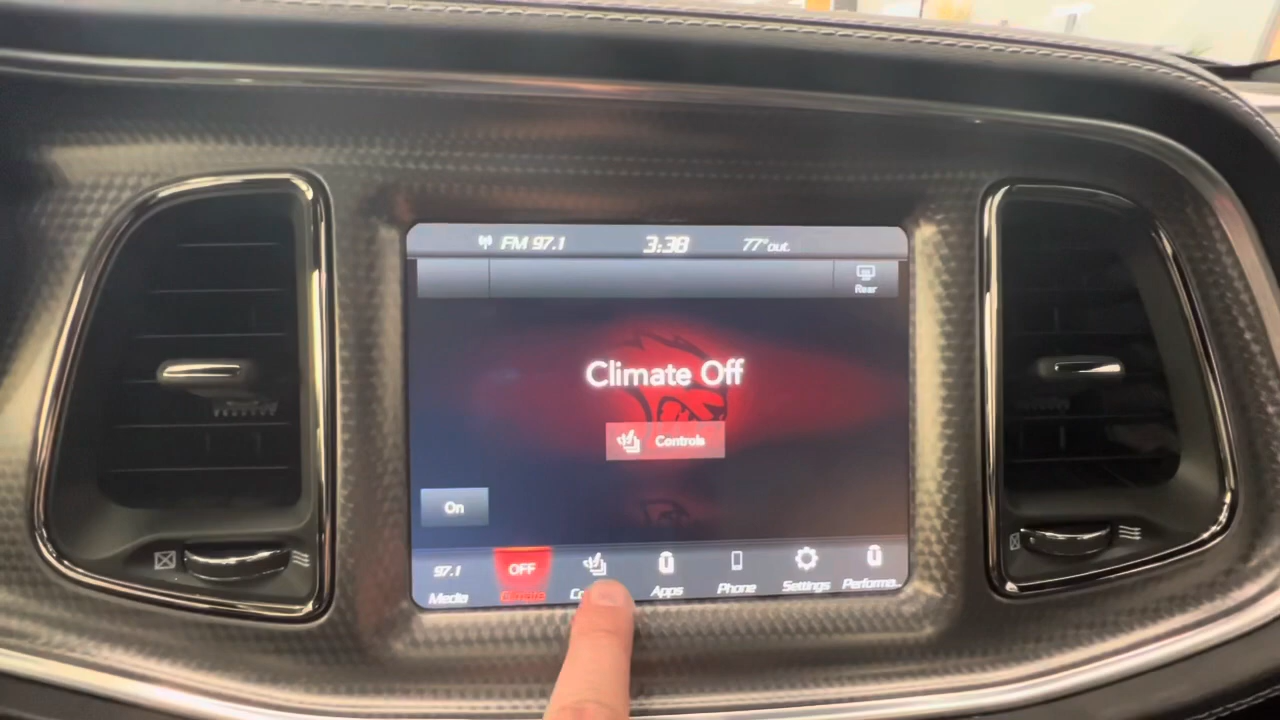 FM 97.1 3:38 77° out.
Rear
Climate Off
Controls
On
97.1 OFF
Media Climate Apps Phone Settings Performa..